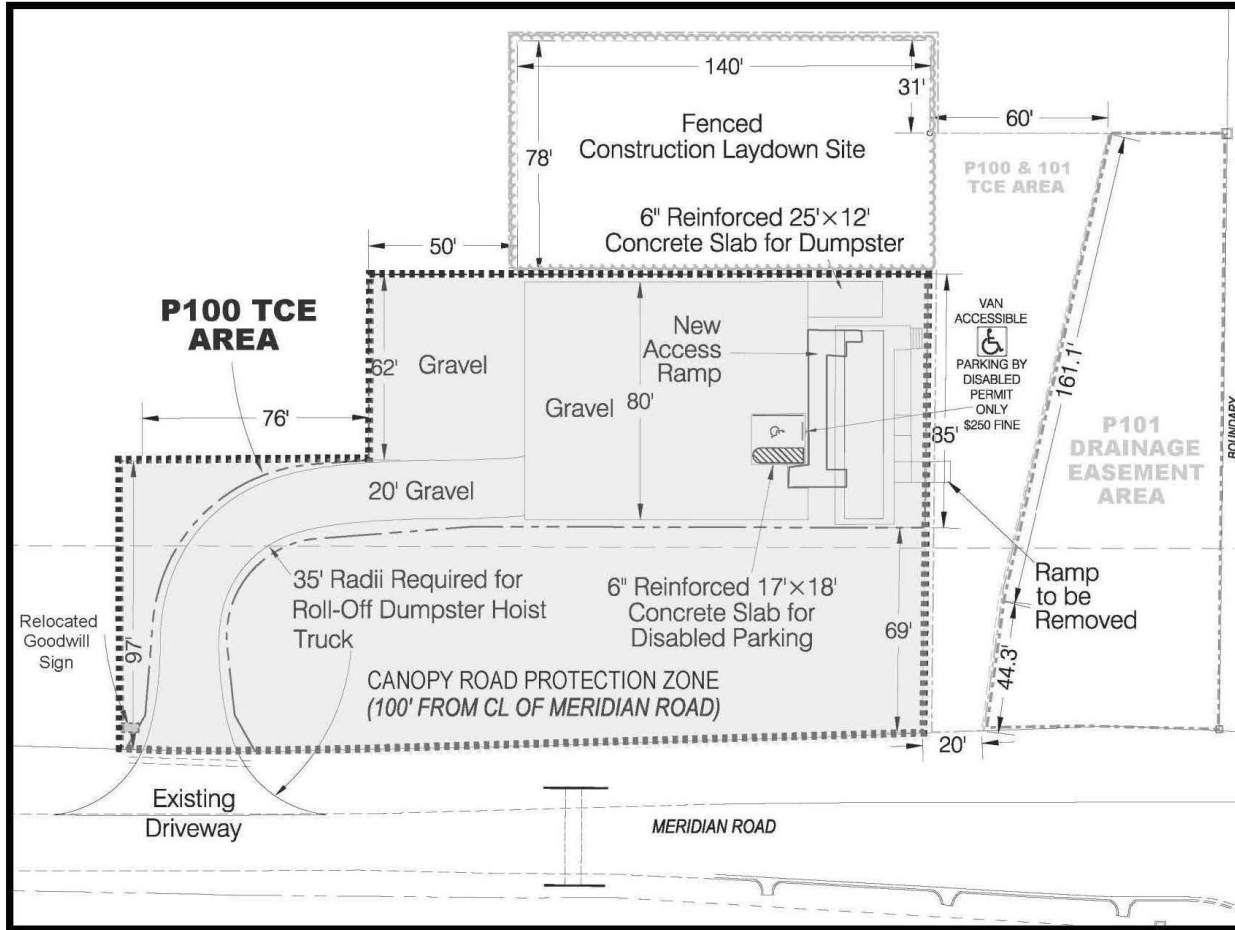 140'
31'
Fenced
Construction Laydown Site
78'
60'
P100 & 101
TCE AREA
6" Reinforced 25'×12'
Concrete Slab for Dumpster
50'
P100 TCE
AREA
VAN
ACCESSIBLE
PARKING BY
DISABLED
PERMIT
ONLY
$250 FINE
New
Access
Ramp
62'
Gravel
Gravel
80'
161.1'
76'
85'
P101
DRAINAGE
EASEMENT
AREA
BOUNDARY
20' Gravel
35' Radii Required for
Roll-Off Dumpster Hoist
Truck
6" Reinforced 17'×18'
Concrete Slab for
Disabled Parking
Ramp
to be
Removed
Relocated
Goodwill
Sign
97'
69'
44.3'
CANOPY ROAD PROTECTION ZONE
(100' FROM CL OF MERIDIAN ROAD)
20'
Existing
Driveway
MERIDIAN ROAD